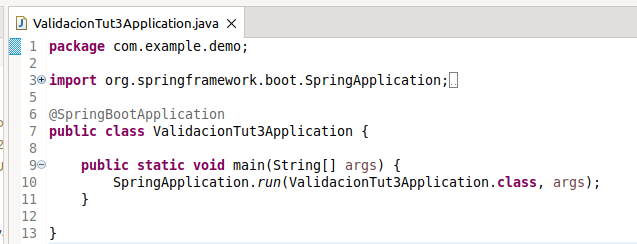 ValidacionTut3Application.java
1 package com.example.demo;
2
3 import org.springframework.boot.SpringApplication;
5
6 @SpringBootApplication
7 public class ValidacionTut3Application {
8
9 public static void main(String[] args) {
10 SpringApplication.run(ValidacionTut3Application.class, args);
11 }
12
13 }